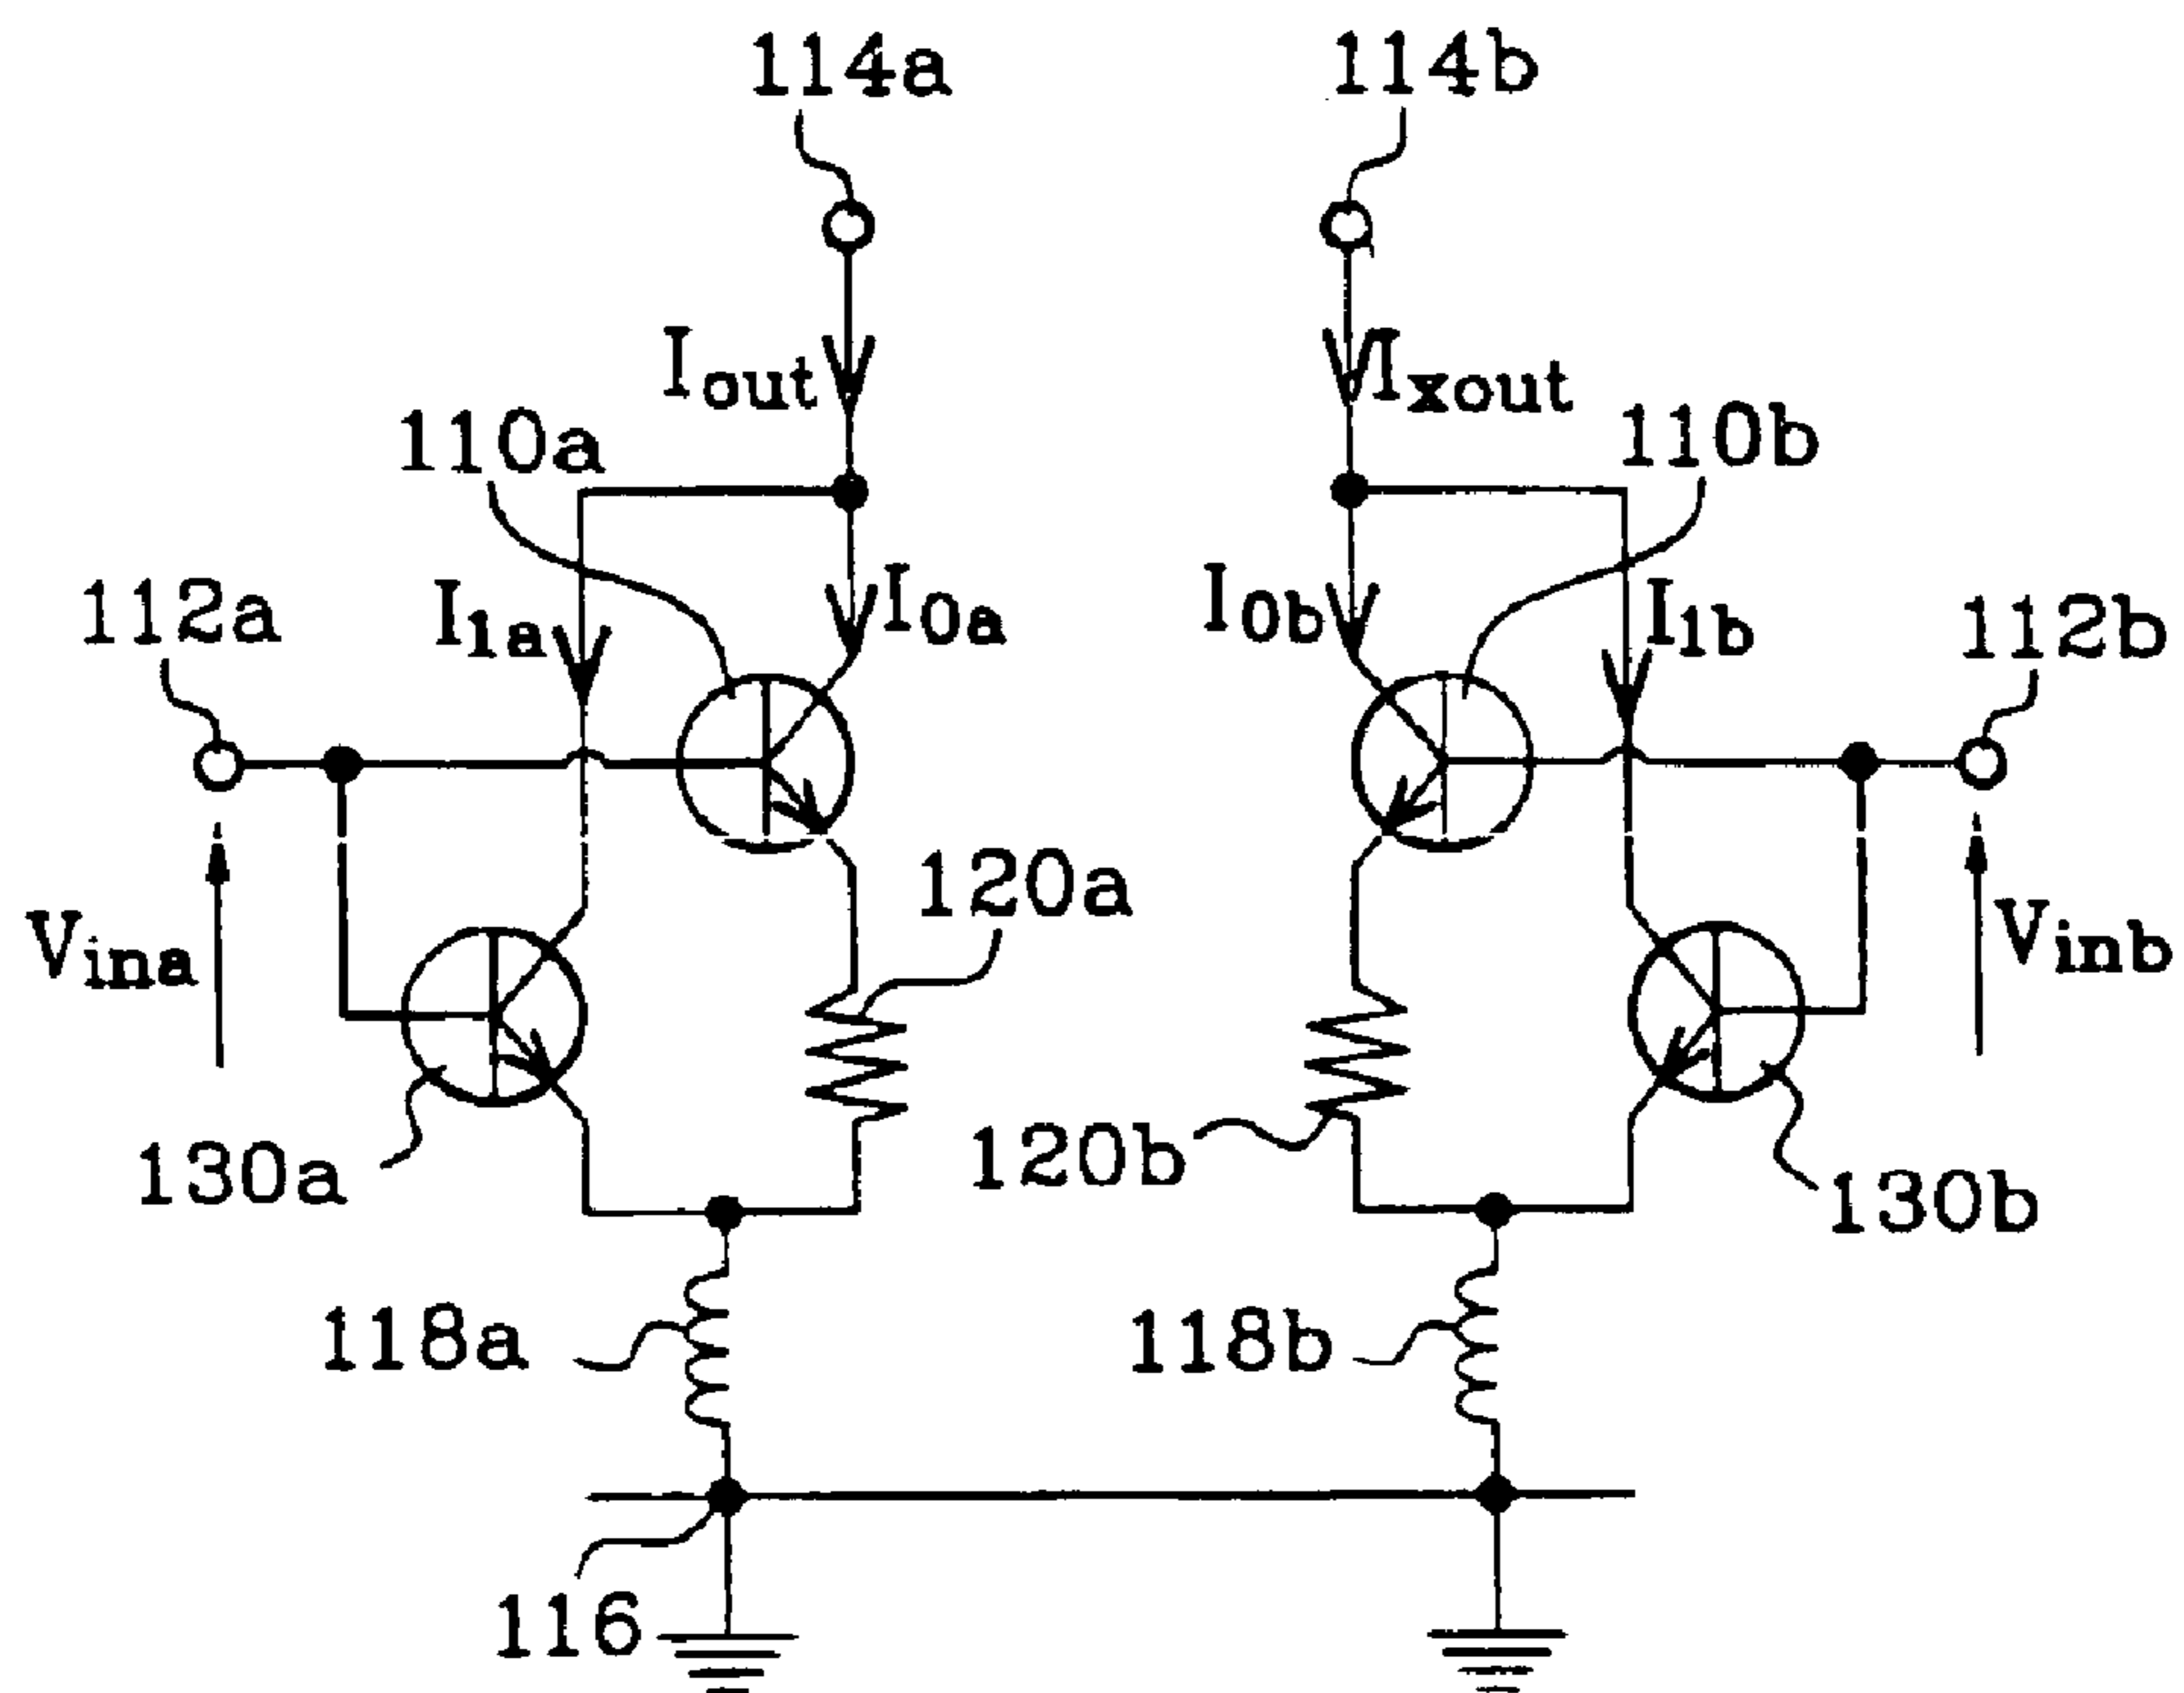 114a 114b
Iout Ixout
110a 110b
112a I1a I0a I0b I1b 112b
120a
Vina Vinb
130a 120b 130b
118a 118b
116